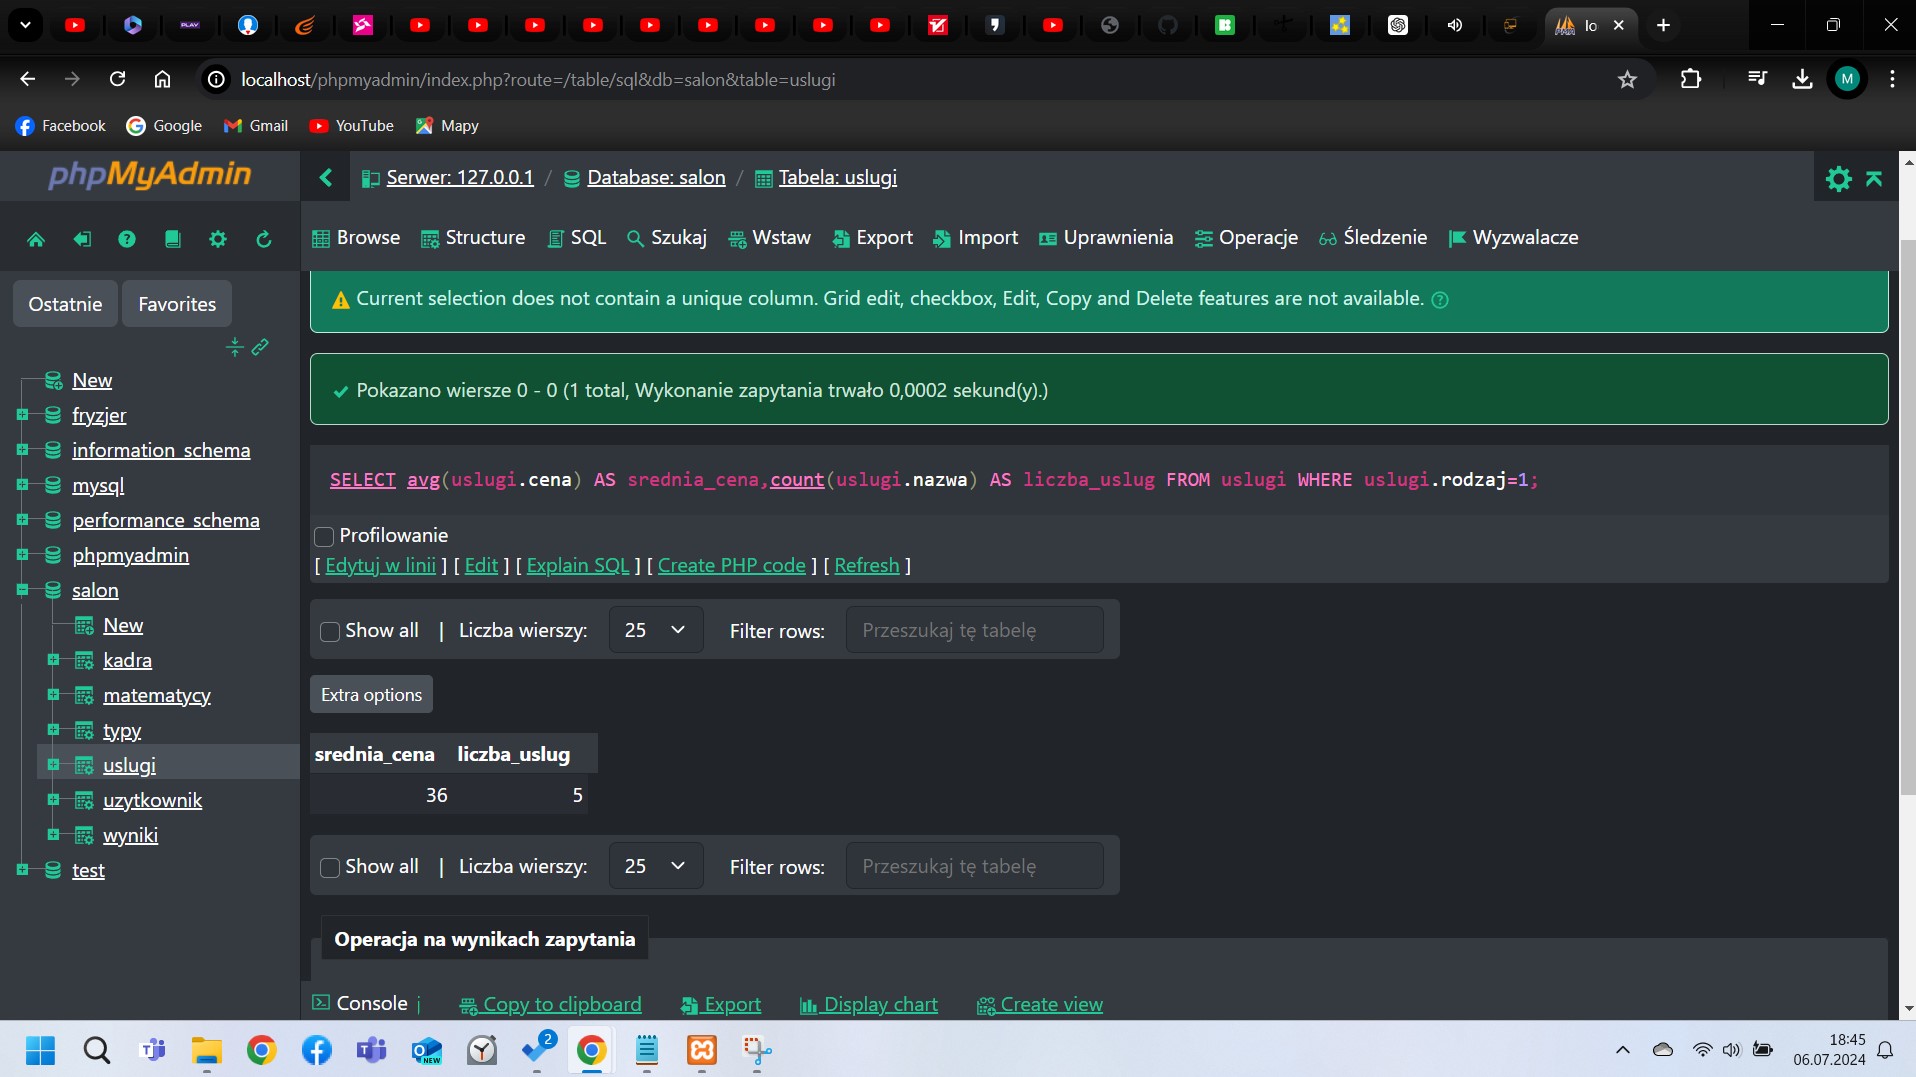 PLAY
Io
localhost/phpmyadmin/index.php?route=/table/sql&db=salon&table=uslugi
M
Facebook Google Gmail YouTube Mapy
phpMyAdmin
Serwer: 127.0.0.1 / Database: salon / Tabela: uslugi
Browse Structure SQL Szukaj Wstaw Export Import Uprawnienia Operacje Śledzenie Wyzwalacze
Ostatnie Favorites
New
fryzjer
information_schema
mysql
performance_schema
phpmyadmin
salon
New
kadra
matematycy
typy
uslugi
uzytkownik
wyniki
test
Current selection does not contain a unique column. Grid edit, checkbox, Edit, Copy and Delete features are not available.
Pokazano wiersze 0 - 0 (1 total, Wykonanie zapytania trwało 0,0002 sekund(y).)
SELECT avg(uslugi.cena) AS srednia_cena,count(uslugi.nazwa) AS liczba_uslug FROM uslugi WHERE uslugi.rodzaj=1;
Profilowanie
[ Edytuj w linii ] [ Edit ] [ Explain SQL ] [ Create PHP code ] [ Refresh ]
Show all | Liczba wierszy: 25 Filter rows: Przeszukaj tę tabelę
Extra options
srednia_cena liczba_uslug
36 5
Show all | Liczba wierszy: 25 Filter rows: Przeszukaj tę tabelę
Operacja na wynikach zapytania
Console Copy to clipboard Export Display chart Create view
NEW
2
18:45
06.07.2024